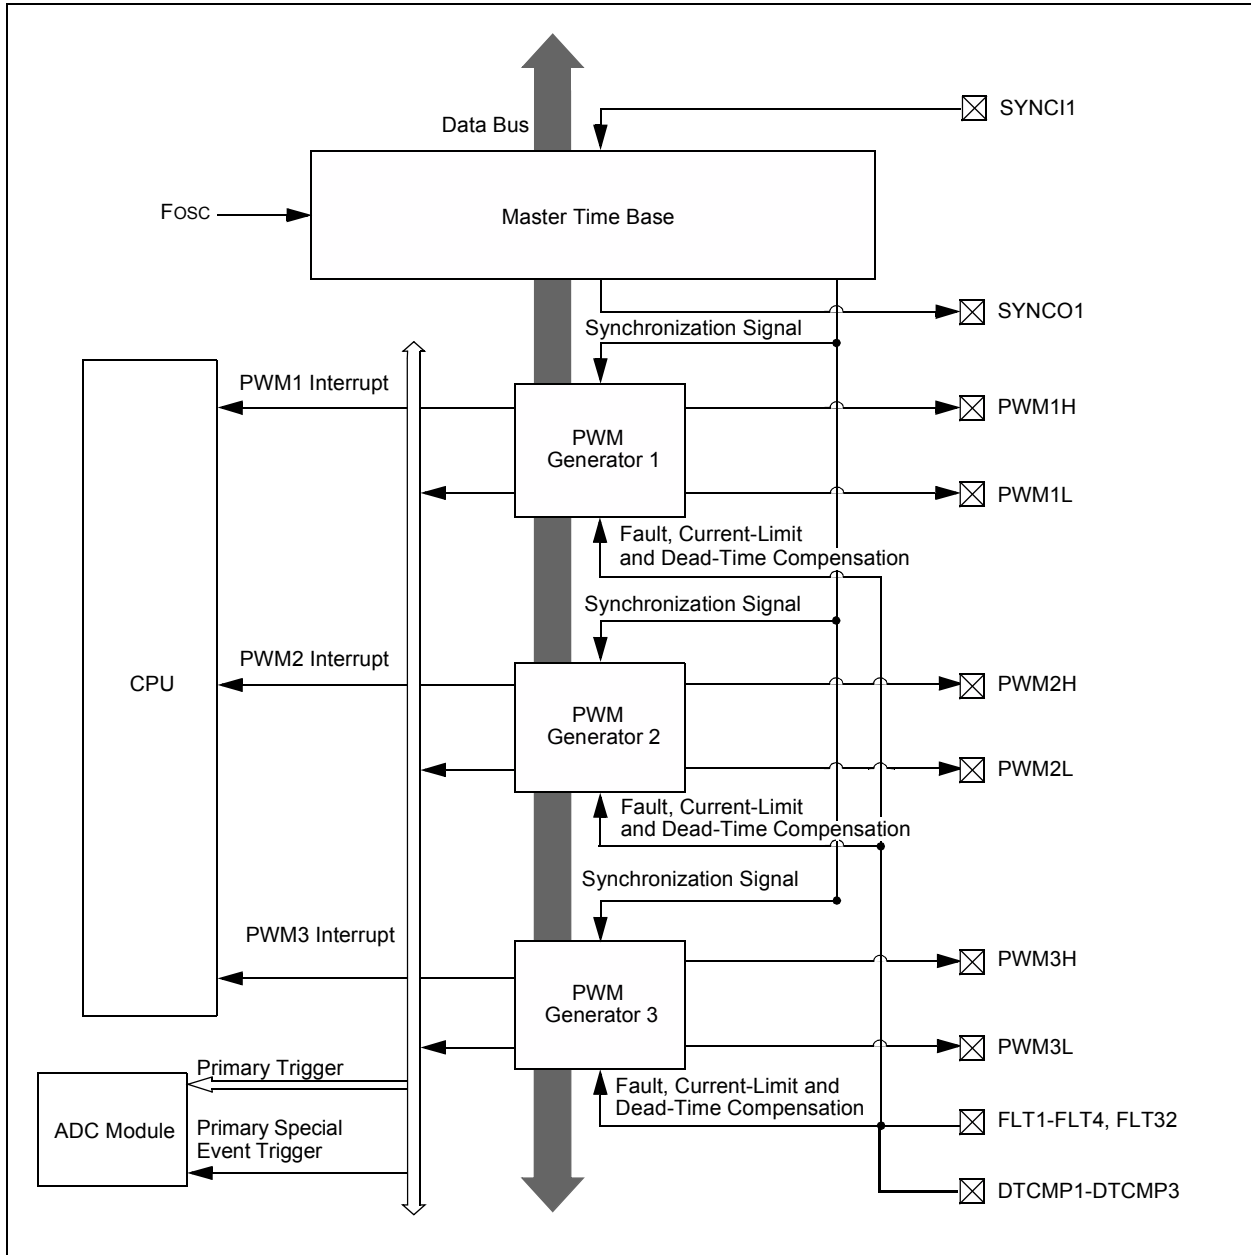 SYNCI1
Data Bus
FOSC
Master Time Base
SYNCO1
Synchronization Signal
PWM1 Interrupt
PWM
Generator 1
PWM1H
PWM1L
Fault, Current-Limit
and Dead-Time Compensation
Synchronization Signal
CPU
PWM2 Interrupt
PWM
Generator 2
PWM2H
PWM2L
Fault, Current-Limit
and Dead-Time Compensation
Synchronization Signal
PWM3 Interrupt
PWM
Generator 3
PWM3H
PWM3L
Primary Trigger
Fault, Current-Limit and
Dead-Time Compensation
ADC Module
Primary Special
Event Trigger
FLT1-FLT4, FLT32
DTCMP1-DTCMP3